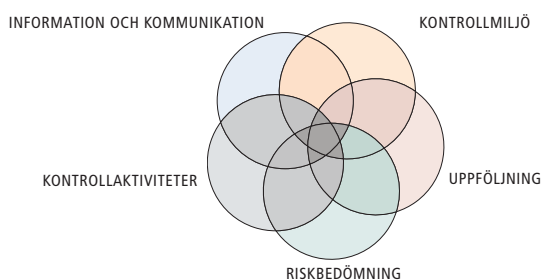 INFORMATION OCH KOMMUNIKATION
KONTROLLMILJÖ
KONTROLLAKTIVITETER
UPPFÖLJNING
RISKBEDÖMNING